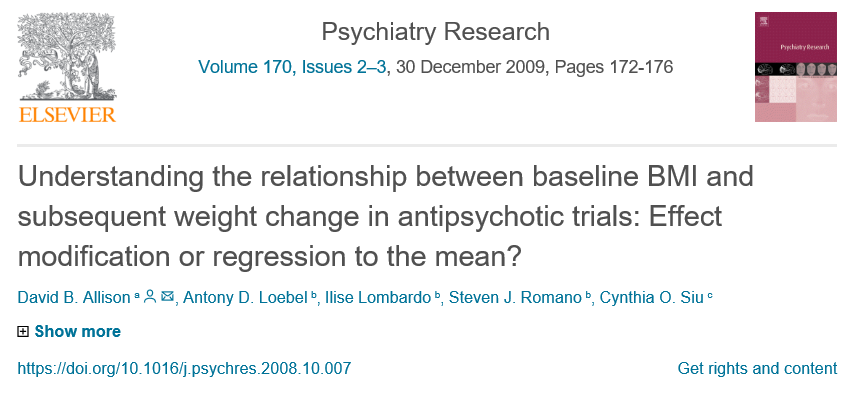 Psychiatry Research
Volume 170, Issues 2–3, 30 December 2009, Pages 172-176
ELSEVIER
Psychiatry Research
Understanding the relationship between baseline BMI and
subsequent weight change in antipsychotic trials: Effect
modification or regression to the mean?
David B. Allison a, Antony D. Loebel b, Ilise Lombardo b, Steven J. Romano b, Cynthia O. Siu c
Show more
https://doi.org/10.1016/j.psychres.2008.10.007
Get rights and content